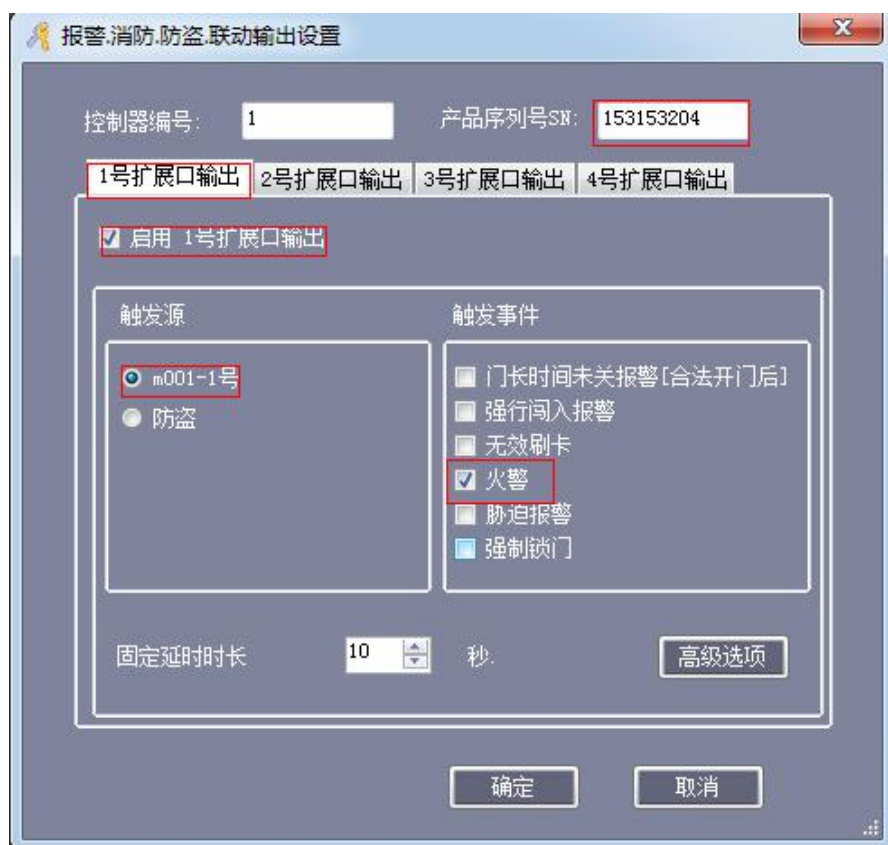 报警.消防.防盗.联动输出设置
控制器编号: 1 产品序列号SN: 153153204
1号扩展口输出 2号扩展口输出 3号扩展口输出 4号扩展口输出
启用 1号扩展口输出
触发源 触发事件
m001-1号
防盗
门长时间未关报警[合法开门后]
强行闯入报警
无效刷卡
火警
胁迫报警
强制锁门
固定延时时长 10 秒. 高级选项
确定 取消